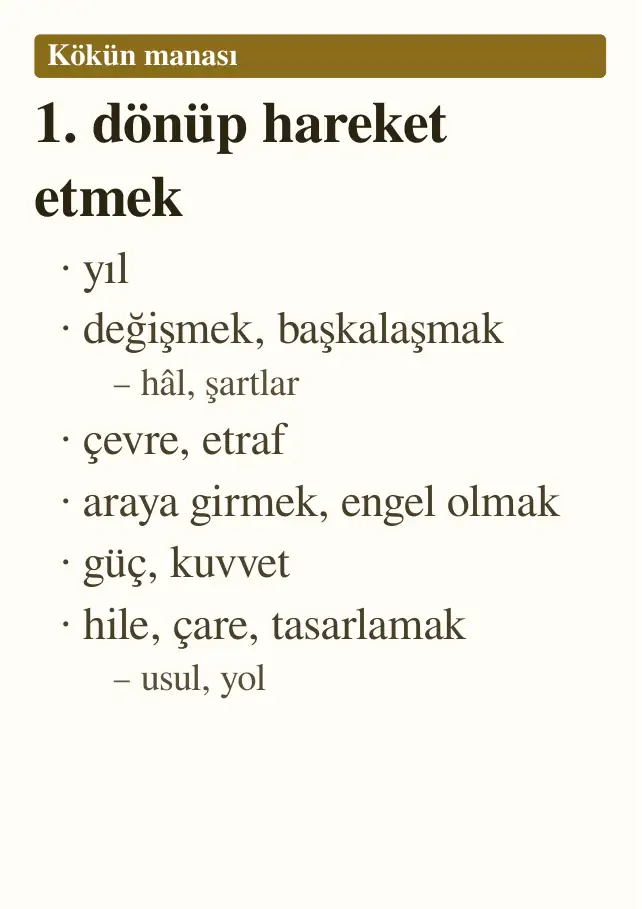 Kökün manası
1. dönüp hareket
etmek
· yıl
· değişmek, başkalaşmak
– hâl, şartlar
· çevre, etraf
· araya girmek, engel olmak
· güç, kuvvet
· hile, çare, tasarlamak
– usul, yol